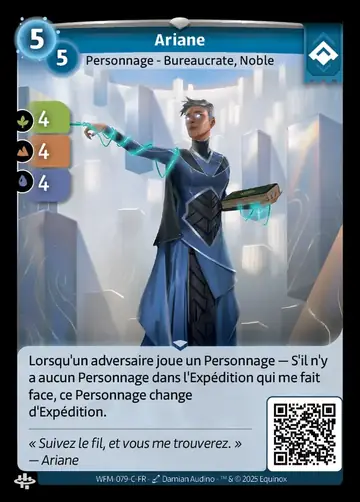 5
5
Ariane
Personnage - Bureaucrate, Noble
4
4
4
Lorsqu'un adversaire joue un Personnage — S'il n'y
a aucun Personnage dans l'Expédition qui me fait
face, ce Personnage change
d'Expédition.
« Suivez le fil, et vous me trouverez. »
— Ariane
WFM-079-C-FR - Damian Audino - ™ & © 2025 Equinox